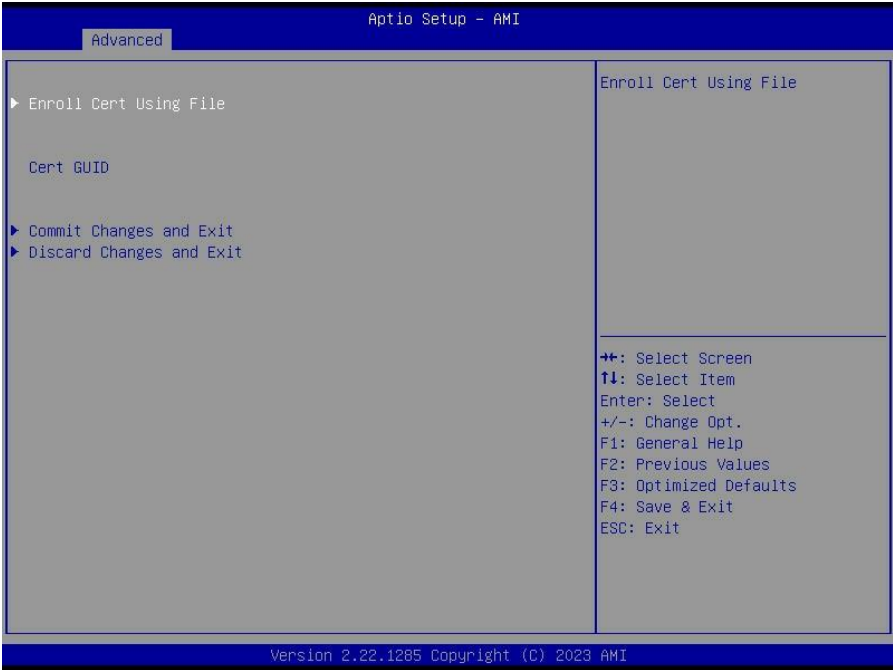 Aptio Setup – AMI
Advanced
▶ Enroll Cert Using File
Cert GUID
▶ Commit Changes and Exit
▶ Discard Changes and Exit
Enroll Cert Using File
→←: Select Screen
↑↓: Select Item
Enter: Select
+/-: Change Opt.
F1: General Help
F2: Previous Values
F3: Optimized Defaults
F4: Save & Exit
ESC: Exit
Version 2.22.1285 Copyright (C) 2023 AMI